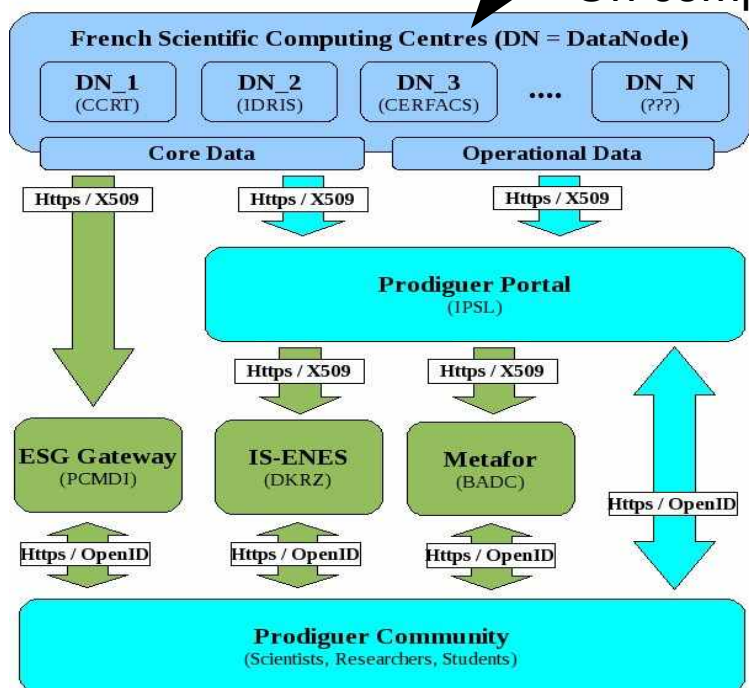 French Scientific Computing Centres (DN = DataNode)
DN_1
(CCRT)
DN_2
(IDRIS)
DN_3
(CERFACS)
....
DN_N
(???)
Core Data
Operational Data
Https / X509
Https / X509
Https / X509
Prodiguer Portal
(IPSL)
Https / X509
Https / X509
ESG Gateway
(PCMDI)
IS-ENES
(DKRZ)
Metafor
(BADC)
Https / OpenID
Https / OpenID
Https / OpenID
Https / OpenID
Prodiguer Community
(Scientists, Researchers, Students)